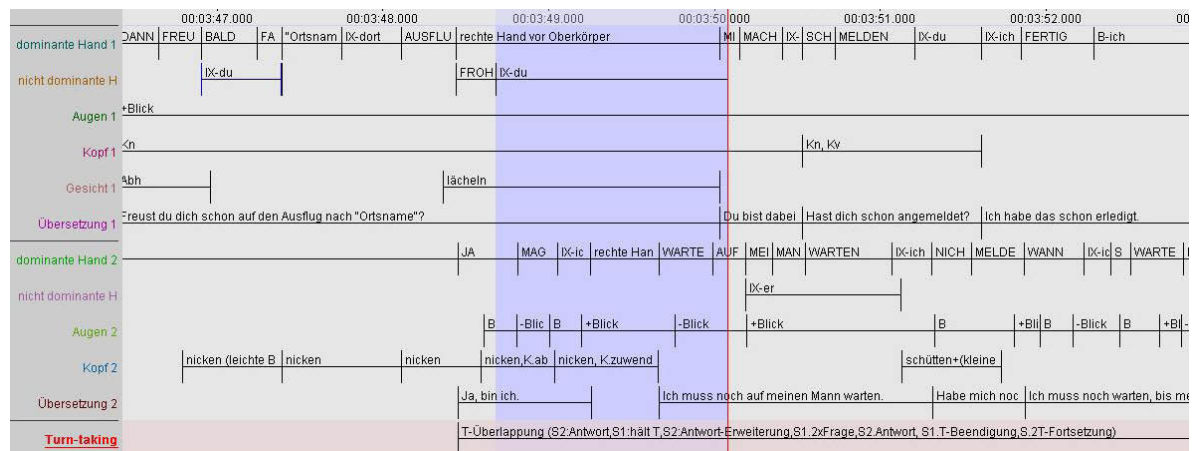 00:03:47.000 00:03:48.000 00:03:49.000 00:03:50.000 00:03:51.000 00:03:52.000
dominante Hand 1 DANN FREU BALD FA "Ortsnam IX-dort AUSFLU rechte Hand vor Oberkörper MI MACH IX- SCH MELDEN IX-du IX-ich FERTIG B-ich
nicht dominante H IX-du FROH IX-du
Augen 1 +Blick
Kopf 1 Kn Kn, Kv
Gesicht 1 Abh lächeln
Übersetzung 1 Freust du dich schon auf den Ausflug nach "Ortsname"? Du bist dabei Hast dich schon angemeldet? Ich habe das schon erledigt.
dominante Hand 2 JA MAG IX-ic rechte Han WARTE AUF MEI MAN WARTEN IX-ich NICH MELDE WANN IX-ic S WARTE
nicht dominante H IX-er
Augen 2 B -Blic B +Blick -Blick +Blick B +Bli B -Blick B +Bl -
Kopf 2 nicken (leichte B nicken nicken nicken,K.ab nicken, K.zuwend schütten+(kleine
Übersetzung 2 Ja, bin ich. Ich muss noch auf meinen Mann warten. Habe mich noc Ich muss noch warten, bis me
Turn-taking T-Überlappung (S2:Antwort,S1:hält T,S2:Antwort-Erweiterung,S1.2xFrage,S2.Antwort, S1.T-Beendigung,S.2T-Fortsetzung)